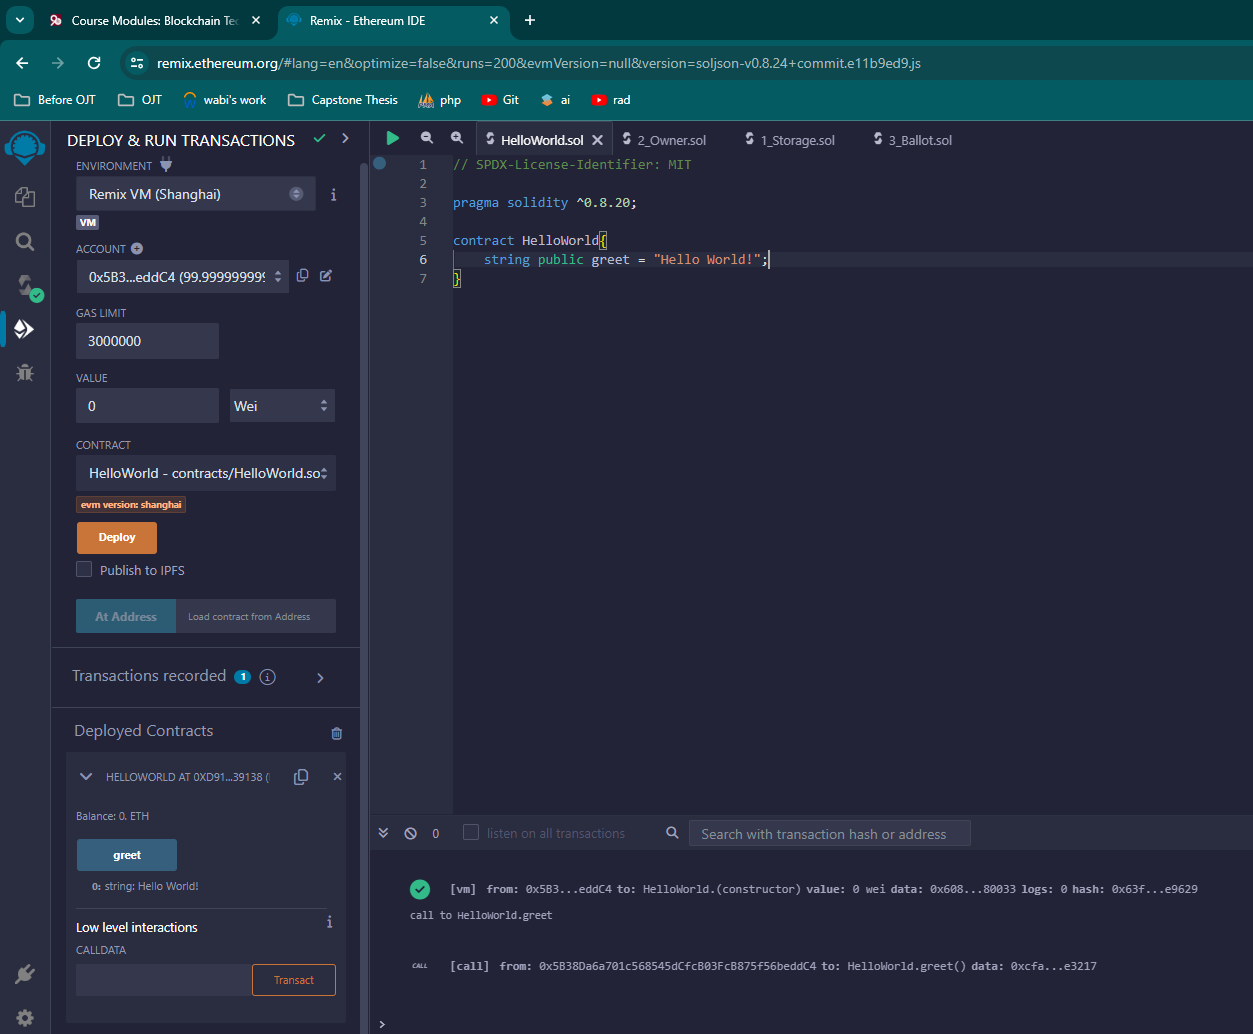 Course Modules: Blockchain Tec
Remix - Ethereum IDE
remix.ethereum.org/#lang=en&optimize=false&runs=200&evmVersion=null&version=soljson-v0.8.24+commit.e11b9ed9.js
Before OJT
OJT
wabi's work
Capstone Thesis
php
Git
ai
rad
DEPLOY & RUN TRANSACTIONS
ENVIRONMENT
Remix VM (Shanghai)
VM
ACCOUNT
0x5B3...eddC4 (99.9999999999
GAS LIMIT
3000000
VALUE
0
Wei
CONTRACT
HelloWorld - contracts/HelloWorld.so
evm version: shanghai
Deploy
Publish to IPFS
At Address
Load contract from Address
Transactions recorded 1
Deployed Contracts
HELLOWORLD AT 0XD91...39138 (
Balance: 0. ETH
greet
0: string: Hello World!
Low level interactions
CALLDATA
Transact
HelloWorld.sol
2_Owner.sol
1_Storage.sol
3_Ballot.sol
1 // SPDX-License-Identifier: MIT
2
3 pragma solidity ^0.8.20;
4
5 contract HelloWorld{
6 string public greet = "Hello World!";
7 }
0
listen on all transactions
Search with transaction hash or address
[vm] from: 0x5B3...eddC4 to: HelloWorld.(constructor) value: 0 wei data: 0x608...80033 logs: 0 hash: 0x63f...e9629
call to HelloWorld.greet
CALL [call] from: 0x5B38Da6a701c568545dCfcB03FcB875f56beddC4 to: HelloWorld.greet() data: 0xcfa...e3217
>